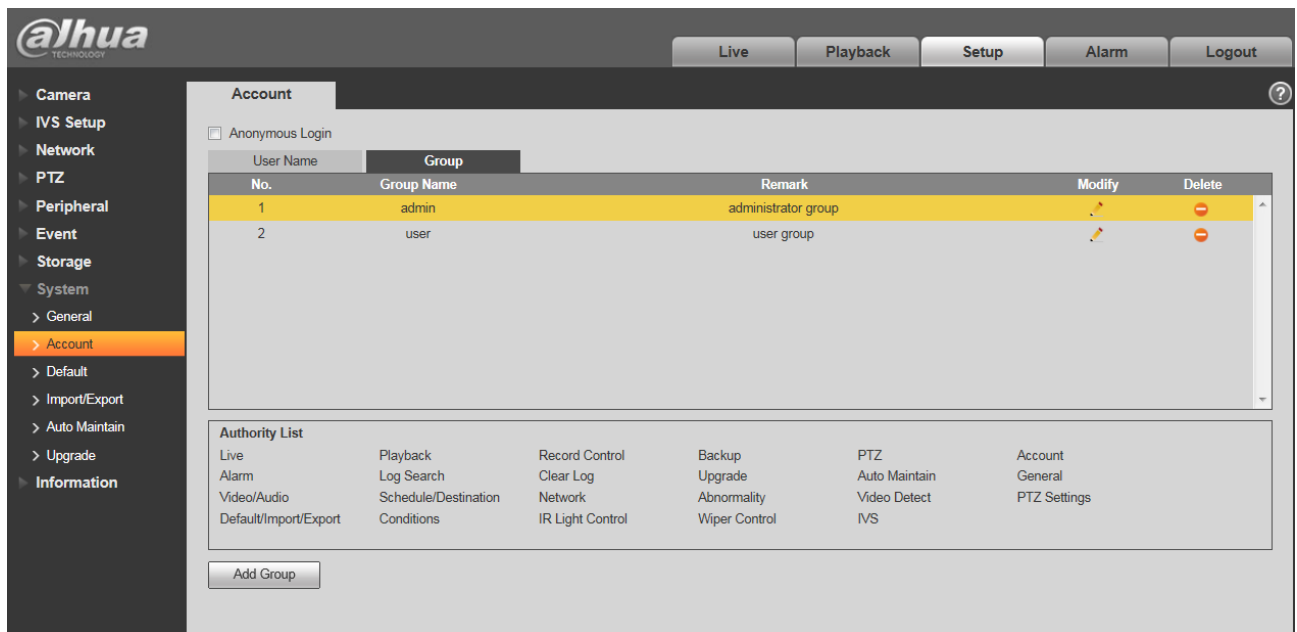 alhua
TECHNOLOGY
Live Playback Setup Alarm Logout
Camera
IVS Setup
Network
PTZ
Peripheral
Event
Storage
System
General
Account
Default
Import/Export
Auto Maintain
Upgrade
Information
Account
?
Anonymous Login
User Name Group
No. Group Name Remark Modify Delete
1 admin administrator group
2 user user group
Authority List
Live Playback Record Control Backup PTZ Account
Alarm Log Search Clear Log Upgrade Auto Maintain General
Video/Audio Schedule/Destination Network Abnormality Video Detect PTZ Settings
Default/Import/Export Conditions IR Light Control Wiper Control IVS
Add Group